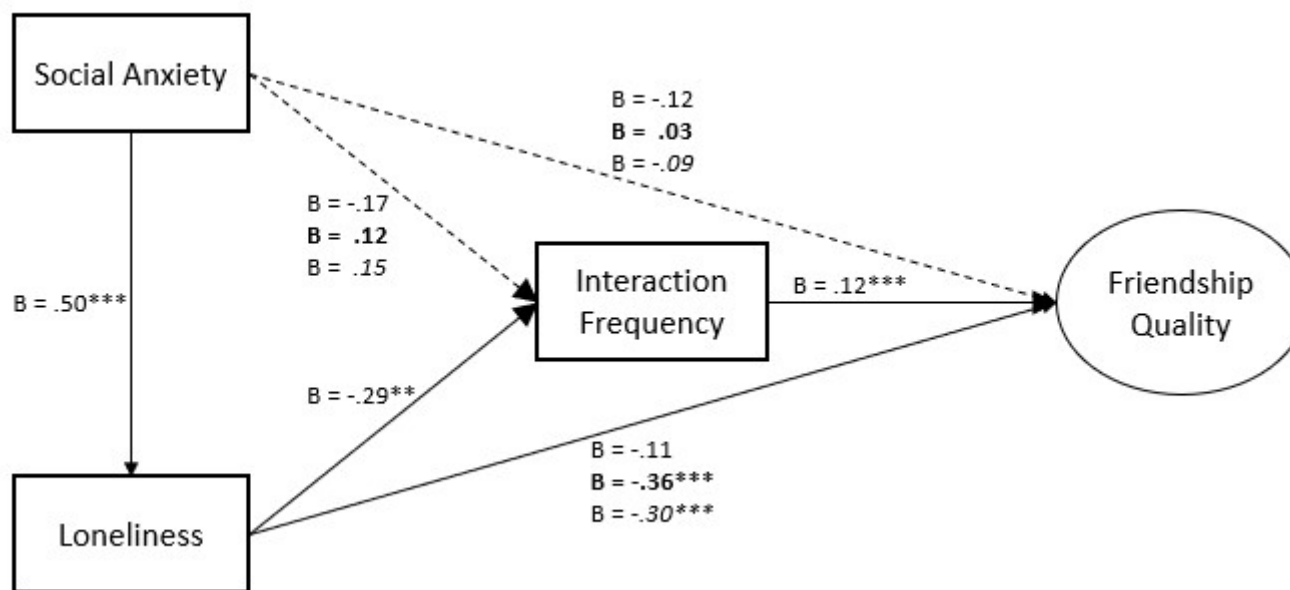 Social Anxiety
B = -.12
B = .03
B = -.09
B = -.17
B = .12
B = .15
B = .50***
Interaction
Frequency
B = .12***
Friendship
Quality
B = -.29**
B = -.11
B = -.36***
B = -.30***
Loneliness